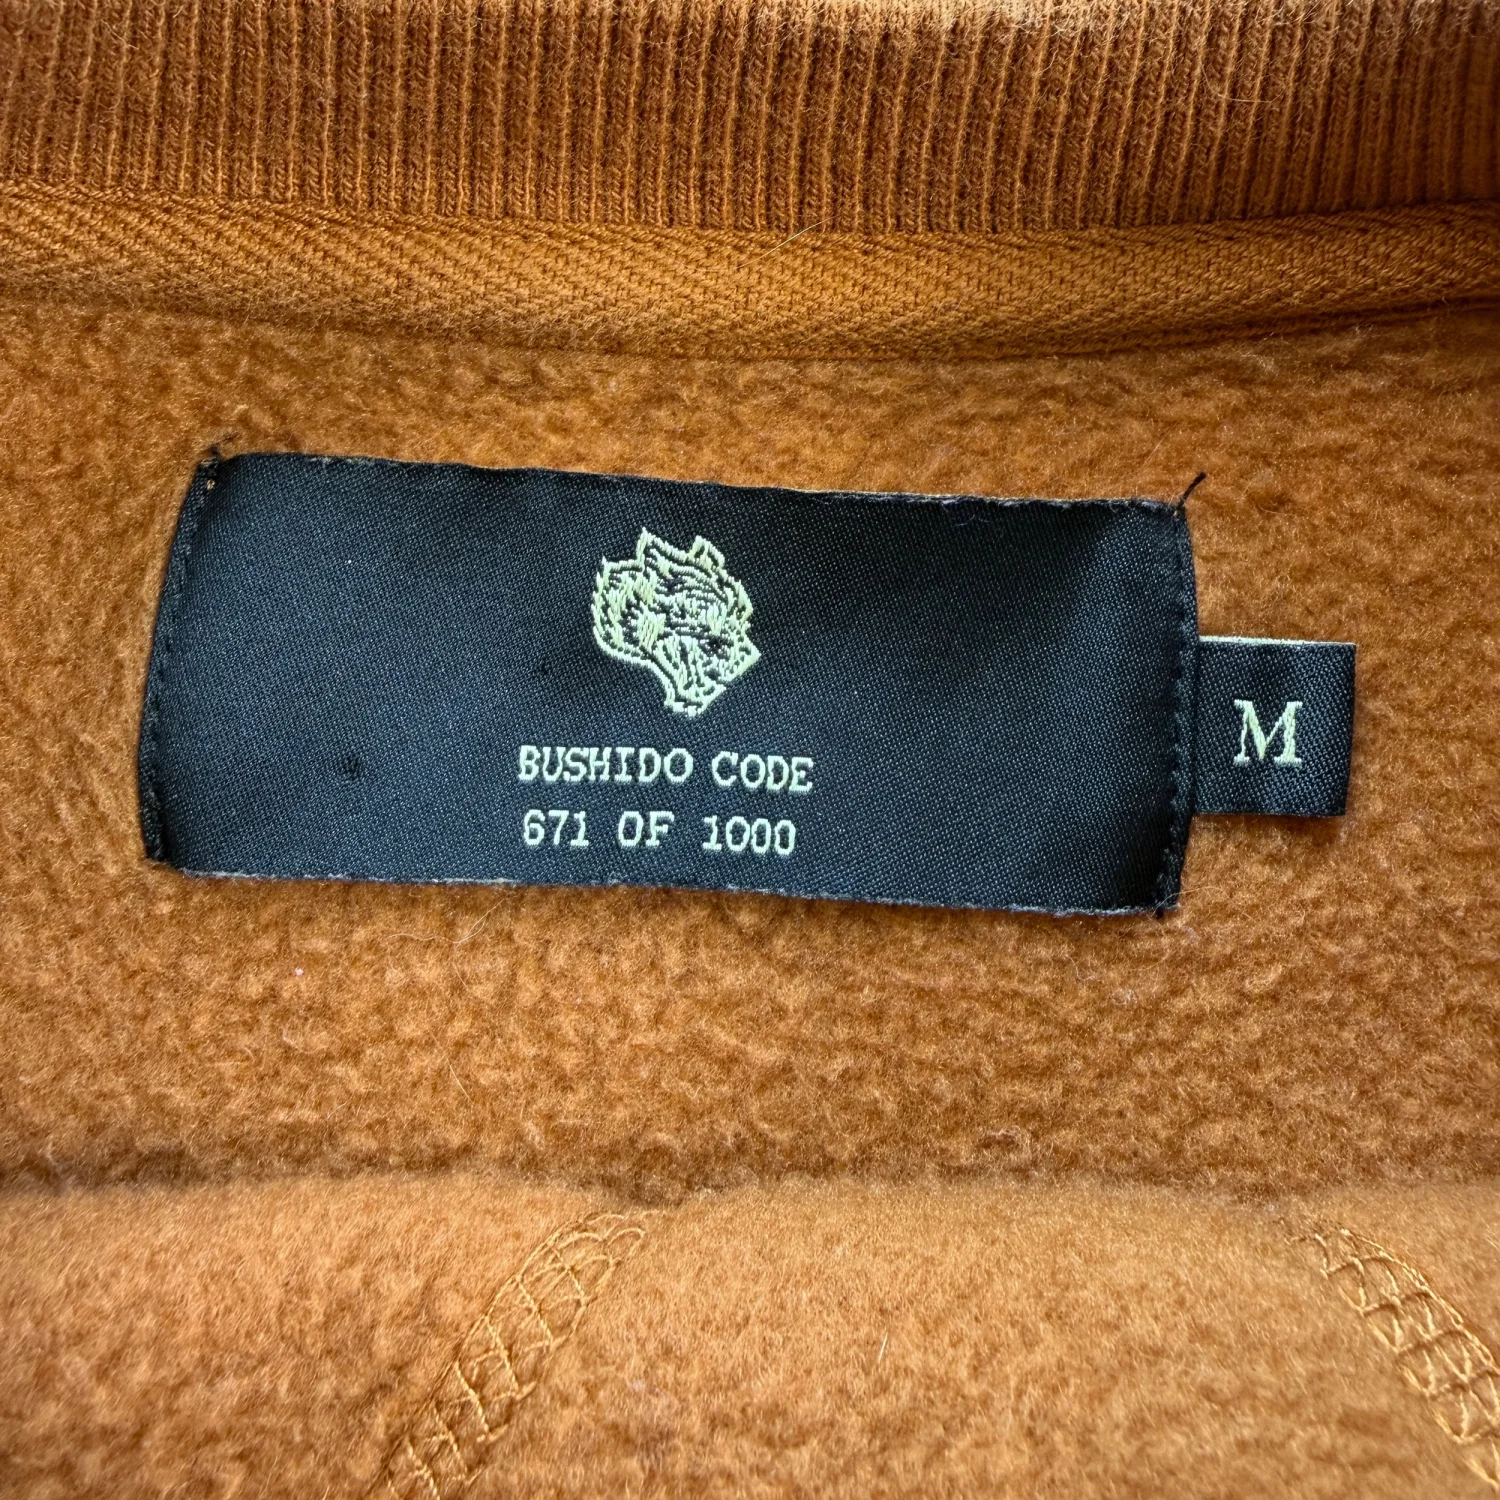 BUSHIDO CODE
671 OF 1000
M